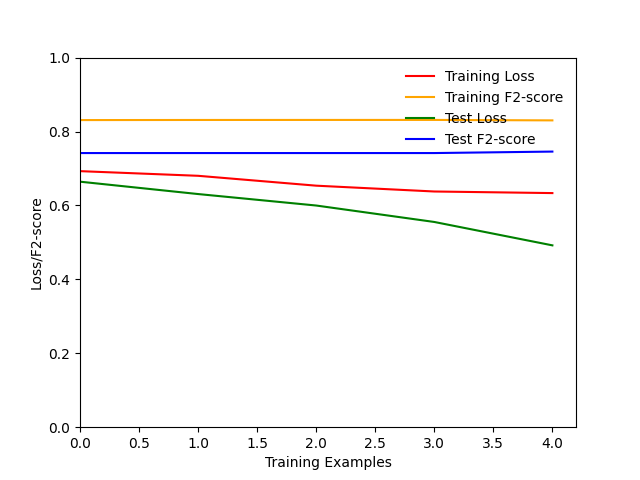 Training Loss
Training F2-score
Test Loss
Test F2-score
Loss/F2-score
1.0
0.8
0.6
0.4
0.2
0.0
0.0 0.5 1.0 1.5 2.0 2.5 3.0 3.5 4.0
Training Examples